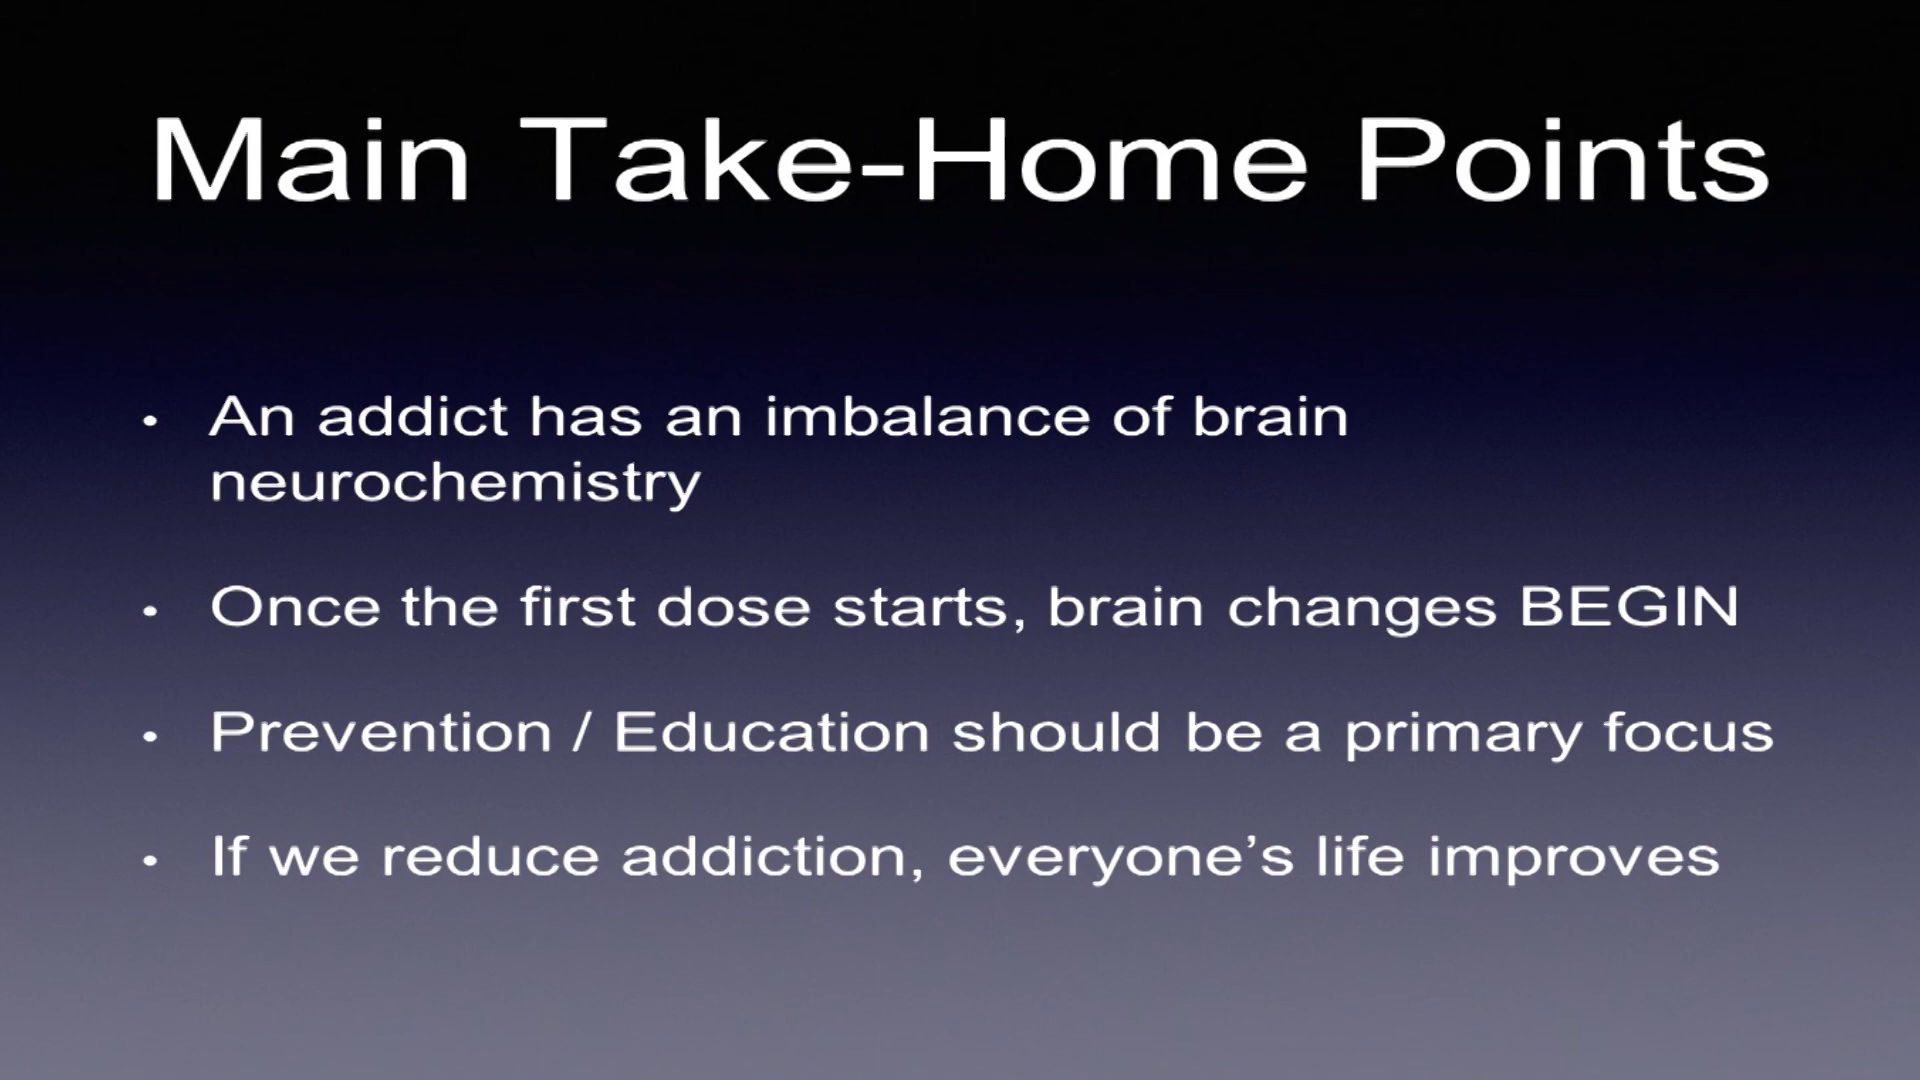 Main Take-Home Points
• An addict has an imbalance of brain
neurochemistry
• Once the first dose starts, brain changes BEGIN
• Prevention / Education should be a primary focus
• If we reduce addiction, everyone’s life improves